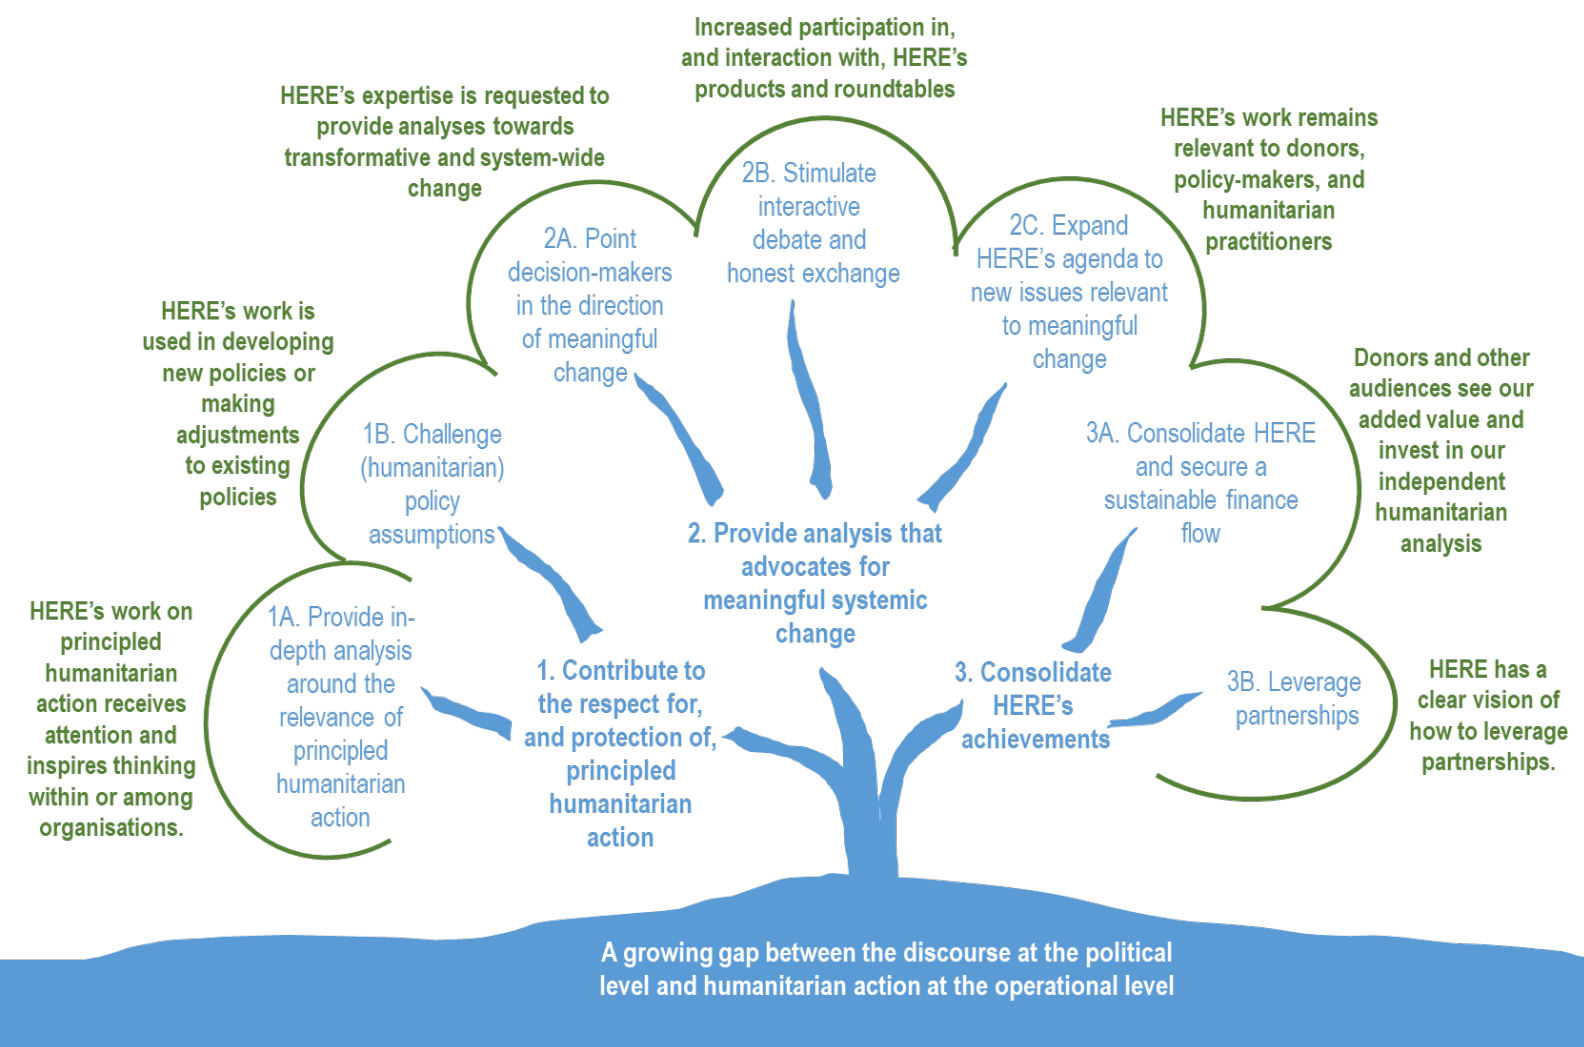 Increased participation in,
and interaction with, HERE’s
products and roundtables
HERE’s expertise is requested to
provide analyses towards
transformative and system-wide
change
HERE’s work remains
relevant to donors,
policy-makers, and
humanitarian
practitioners
2B. Stimulate
interactive
debate and
honest exchange
2A. Point
decision-makers
in the direction
of meaningful
change
2C. Expand
HERE’s agenda to
new issues relevant
to meaningful
change
HERE’s work is
used in developing
new policies or
making
adjustments
to existing
policies
Donors and other
audiences see our
added value and
invest in our
independent
humanitarian
analysis
1B. Challenge
(humanitarian)
policy
assumptions
3A. Consolidate HERE
and secure a
sustainable finance
flow
2. Provide analysis that
advocates for
meaningful systemic
change
HERE’s work on
principled
humanitarian
action receives
attention and
inspires thinking
within or among
organisations.
1A. Provide in-
depth analysis
around the
relevance of
principled
humanitarian
action
1. Contribute to
the respect for,
and protection of,
principled
humanitarian
action
3. Consolidate
HERE’s
achievements
3B. Leverage
partnerships
HERE has a
clear vision of
how to leverage
partnerships.
A growing gap between the discourse at the political
level and humanitarian action at the operational level